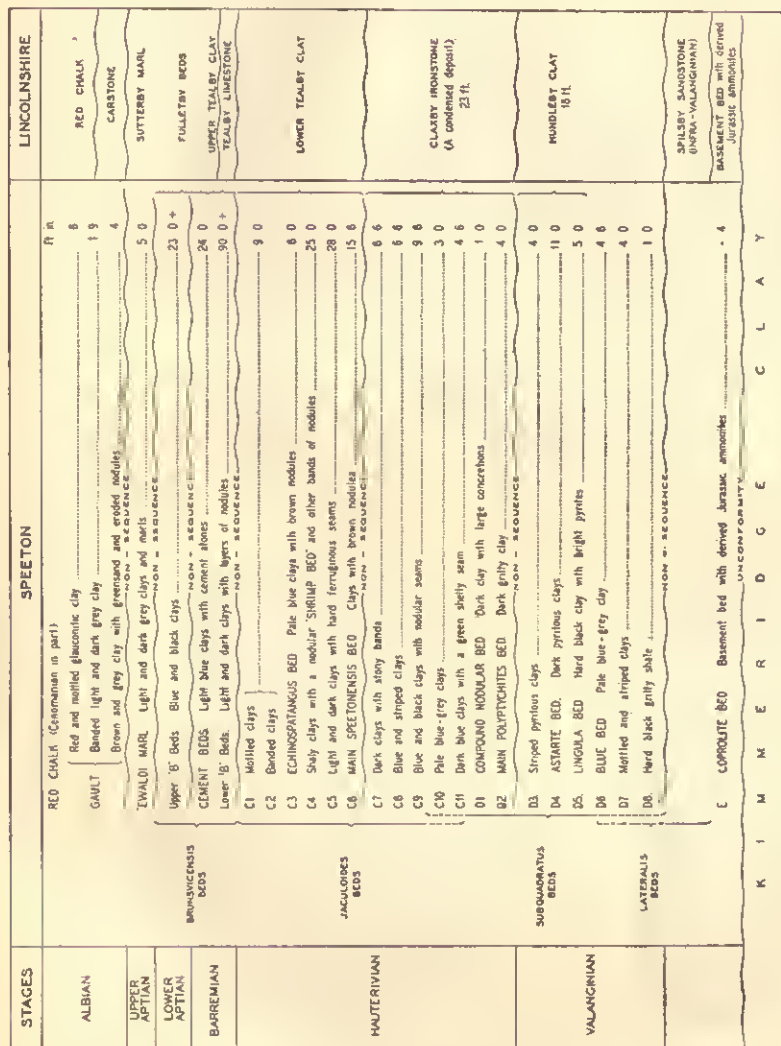 STAGES SPEETON LINCOLNSHIRE
Ft in
RED CHALK (Cenomanian in part)
RED CHALK
ALBIAN
Red and mottled glauconitic clay 6
GAULT Banded light and dark grey clay 1 9
Brown and grey clay with greensand and eroded nodules 4
CARSTONE
NON - SEQUENCE
UPPER APTIAN
'EWALDI MARL Light and dark grey clays and marls 5 0
SUTTERBY MARL
NON - SEQUENCE
LOWER APTIAN
Upper 'B' Beds Blue and black clays 23 0 +
FULLETBY BEDS
NON - SEQUENCE
BRUNSVICENSIS BEDS
BARREMIAN
CEMENT BEDS. Light blue clays with cement stones 24 0
UPPER TEALBY CLAY
Lower 'B' Beds. Light and dark clays with layers of nodules 90 0 +
TEALBY LIMESTONE
NON - SEQUENCE
HAUTERIVIAN
JACULOIDES BEDS
C1 Mottled clays
C2 Banded clays 9 0
C3 ECHINOSPATANGUS BED Pale blue clays with brown nodules 6 0
C4 Shaly clays with a nodular 'SHRIMP BED' and other bands of nodules 25 0
C5 Light and dark clays with hard ferruginous seams 28 0
C6 MAIN SPEETONENSIS BED Clays with brown nodules 15 6
LOWER TEALBY CLAY
NON - SEQUENCE
C7 Dark clays with stony bands 6 6
C8 Blue and striped clays 6 6
C9 Blue and black clays with nodular seams 9 6
C10 Pale blue-grey clays 3 0
C11 Dark blue clays with a green shelly seam 4 6
D1 COMPOUND NODULAR BED Dark clay with large concretions 1 0
D2 MAIN POLYPTYCHITES BED. Dark gritty clay 4 0
CLAXBY IRONSTONE
(A condensed deposit)
23 ft.
NON - SEQUENCE
VALANGINIAN
SUBQUADRATUS BEDS
D3 Striped pyritous clays 4 0
D4 ASTARTE BED. Dark pyritous clays 11 0
D5 LINGULA BED Hard black clay with bright pyrites 5 0
HUNDLEBY CLAY
18 ft.
LATERALIS BEDS
D6 BLUE BED Pale blue-grey clay 4 6
D7 Mottled and striped clays 4 0
D8. Hard black gritty shale 1 0
NON - SEQUENCE
SPILSBY SANDSTONE
(INFRA-VALANGINIAN)
E COPROLITE BED Basement bed with derived Jurassic ammonites 4
BASEMENT BED with derived
Jurassic ammonites
UNCONFORMITY
KIMMERIDGE CLAY